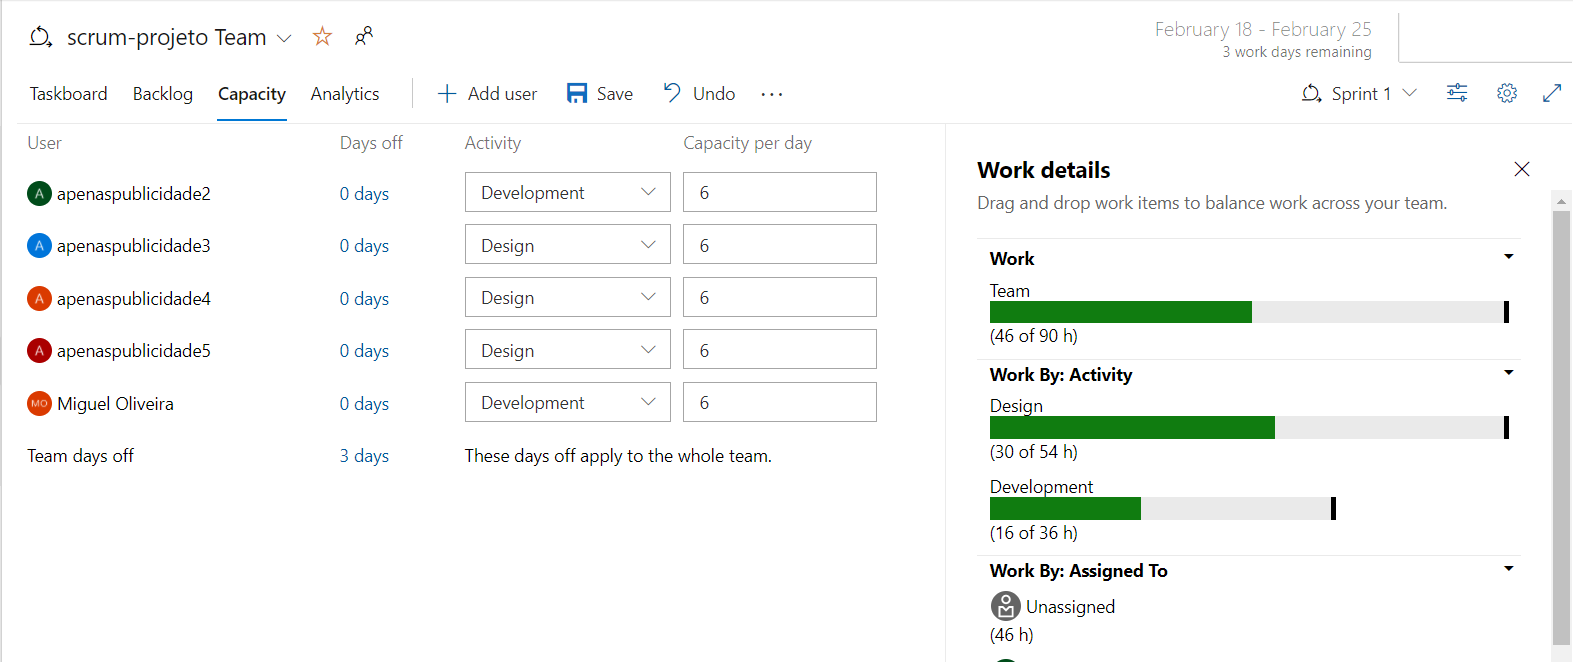 scrum-projeto Team
February 18 - February 25
3 work days remaining
Taskboard Backlog Capacity Analytics Add user Save Undo ... Sprint 1
User Days off Activity Capacity per day
A apenaspublicidade2 0 days Development 6
A apenaspublicidade3 0 days Design 6
A apenaspublicidade4 0 days Design 6
A apenaspublicidade5 0 days Design 6
MO Miguel Oliveira 0 days Development 6
Team days off 3 days These days off apply to the whole team.
Work details
Drag and drop work items to balance work across your team.
Work
Team
(46 of 90 h)
Work By: Activity
Design
(30 of 54 h)
Development
(16 of 36 h)
Work By: Assigned To
Unassigned
(46 h)